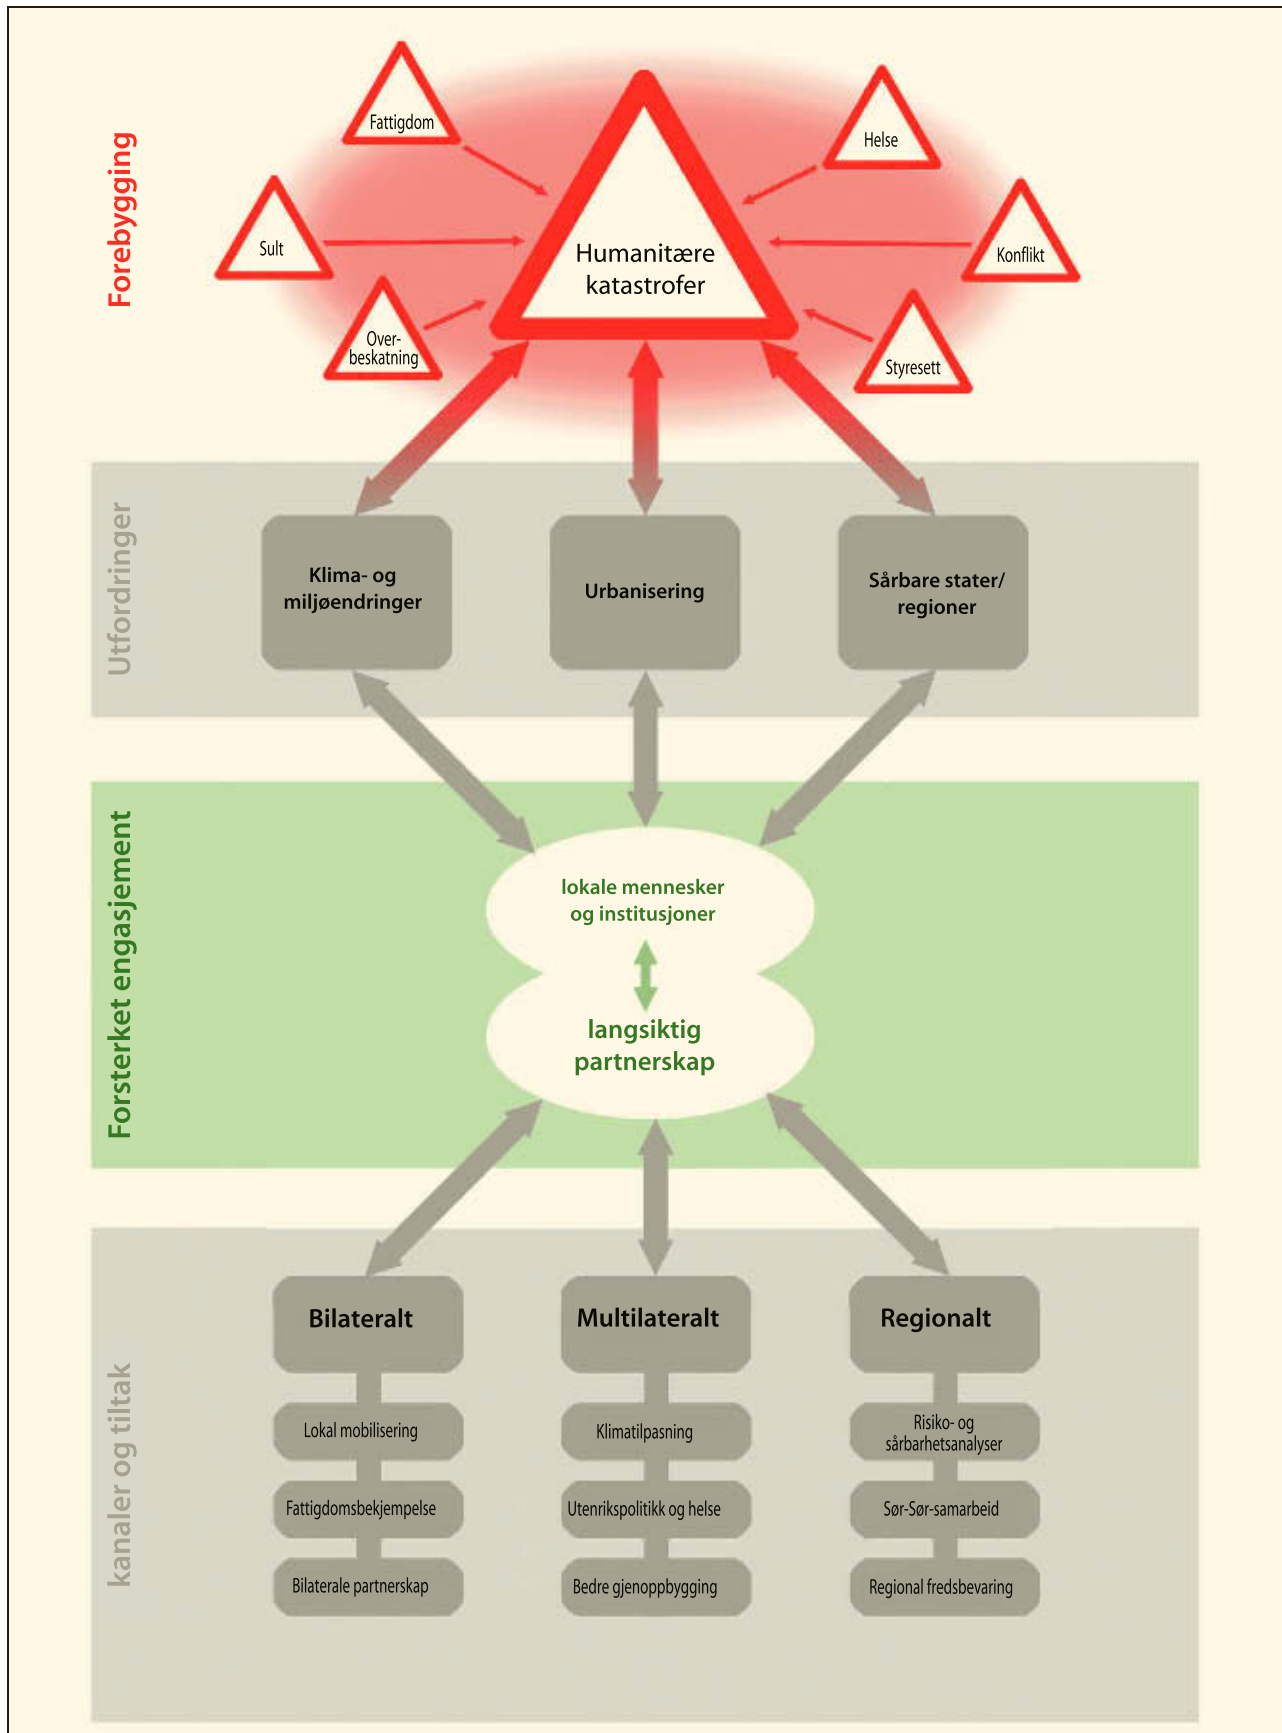 Forebygging
Fattigdom
Helse
Sult
Humanitære
katastrofer
Konflikt
Over-
beskatning
Styresett
Utfordringer
Klima- og
miljøendringer
Urbanisering
Sårbare stater/
regioner
Forsterket engasjement
lokale mennesker
og institusjoner
langsiktig
partnerskap
kanaler og tiltak
Bilateralt
Lokal mobilisering
Fattigdomsbekjempelse
Bilaterale partnerskap
Multilateralt
Klimatilpasning
Utenrikspolitikk og helse
Bedre gjenoppbygging
Regionalt
Risiko- og
sårbarhetsanalyser
Sør-Sør-samarbeid
Regional fredsbevaring